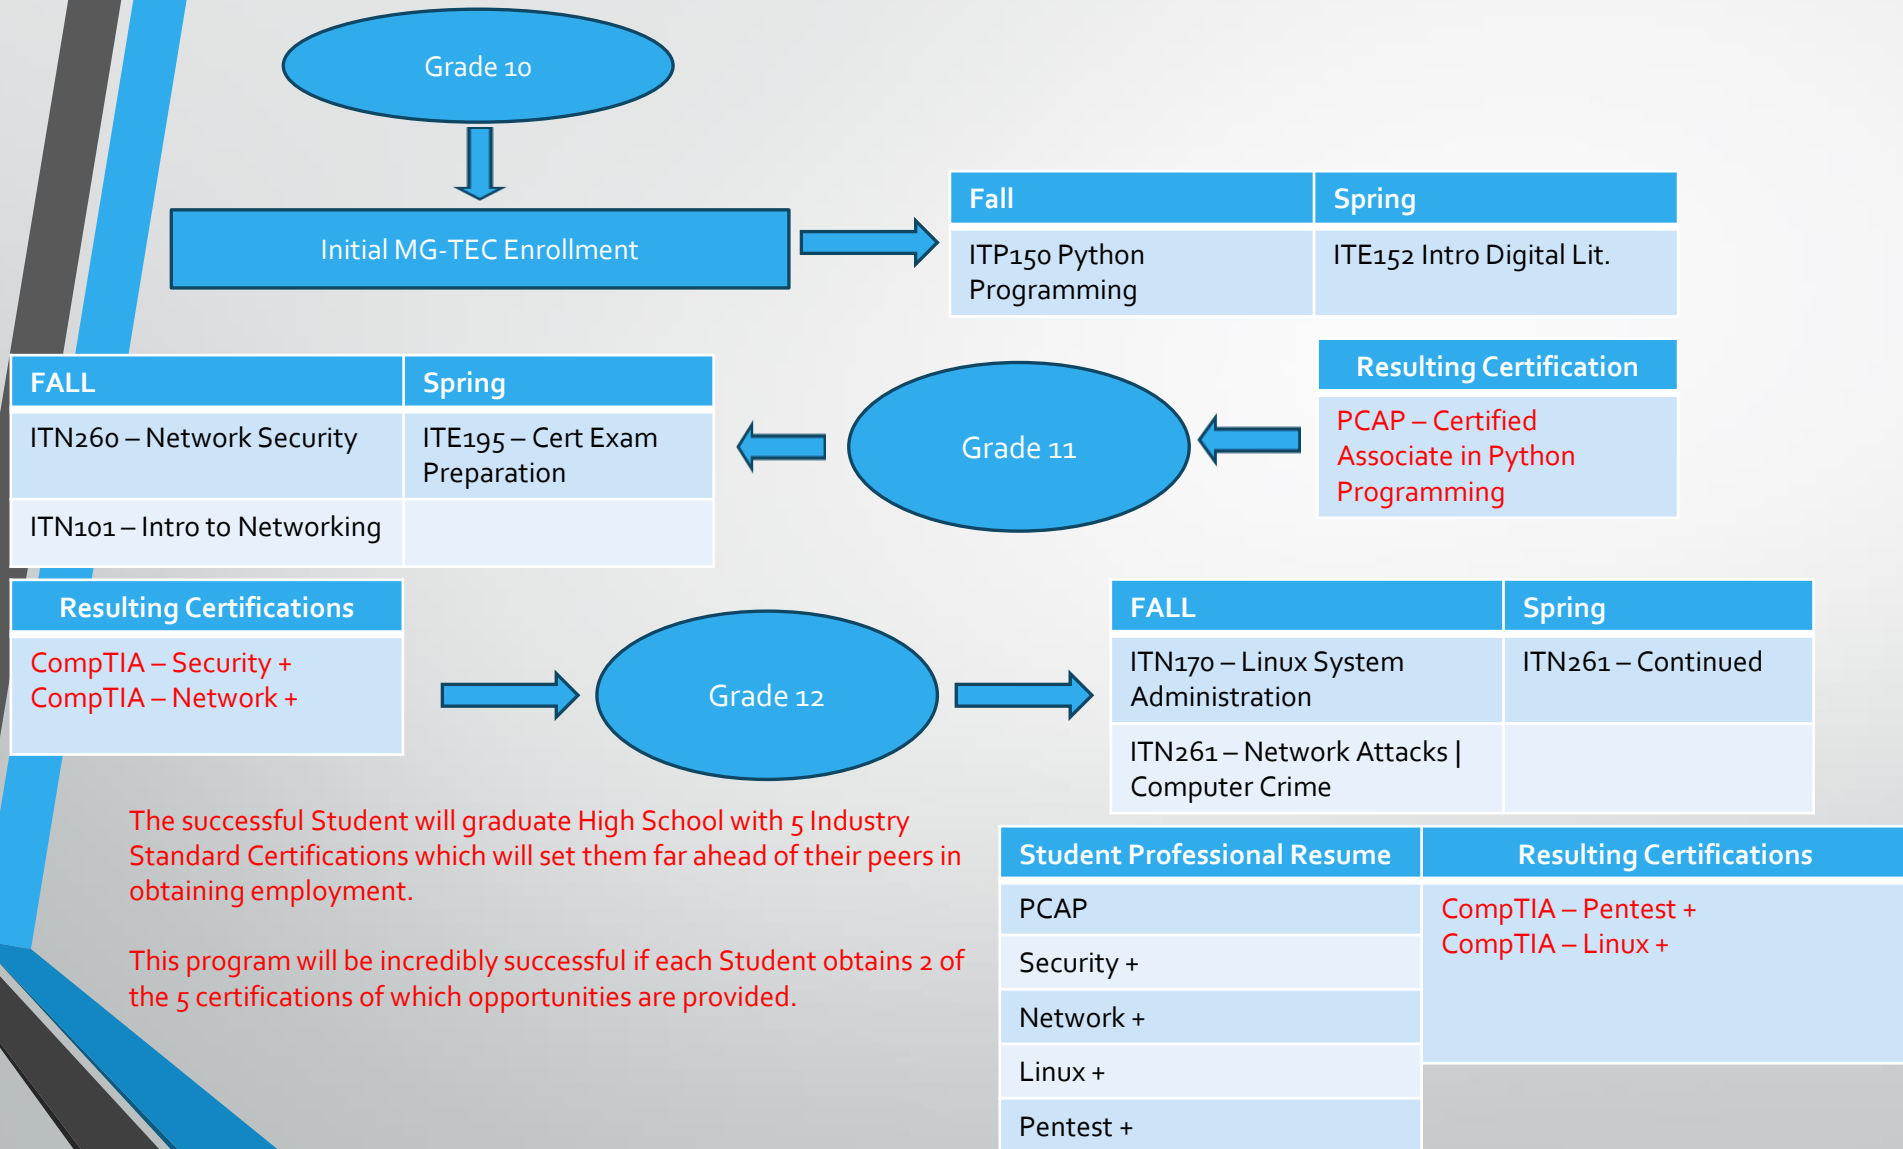 Grade 10
Initial MG-TEC Enrollment
Fall
Spring
ITP150 Python
Programming
ITE152 Intro Digital Lit.
Resulting Certification
PCAP – Certified
Associate in Python
Programming
Grade 11
FALL
Spring
ITN260 – Network Security
ITE195 – Cert Exam
Preparation
ITN101 – Intro to Networking
Resulting Certifications
CompTIA – Security +
CompTIA – Network +
Grade 12
FALL
Spring
ITN170 – Linux System
Administration
ITN261 – Continued
ITN261 – Network Attacks |
Computer Crime
The successful Student will graduate High School with 5 Industry
Standard Certifications which will set them far ahead of their peers in
obtaining employment.
This program will be incredibly successful if each Student obtains 2 of
the 5 certifications of which opportunities are provided.
Student Professional Resume
Resulting Certifications
PCAP
Security +
Network +
Linux +
Pentest +
CompTIA – Pentest +
CompTIA – Linux +